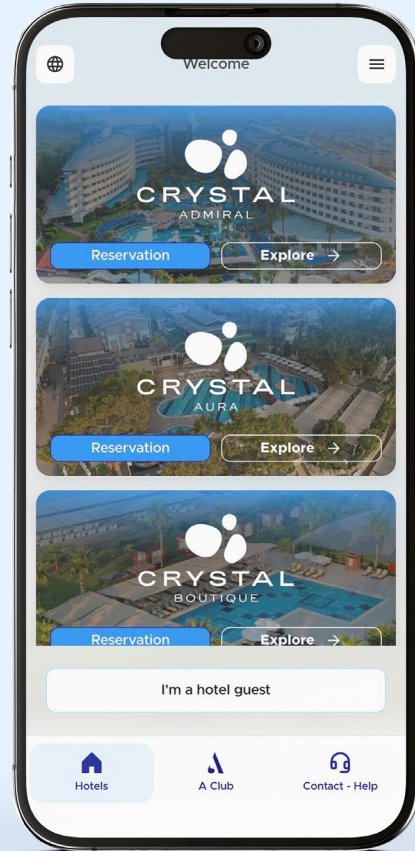 Welcome
CRYSTAL
ADMIRAL
Reservation
Explore →
CRYSTAL
AURA
Reservation
Explore →
CRYSTAL
BOUTIQUE
Reservation
Explore →
I'm a hotel guest
Hotels
A Club
Contact - Help